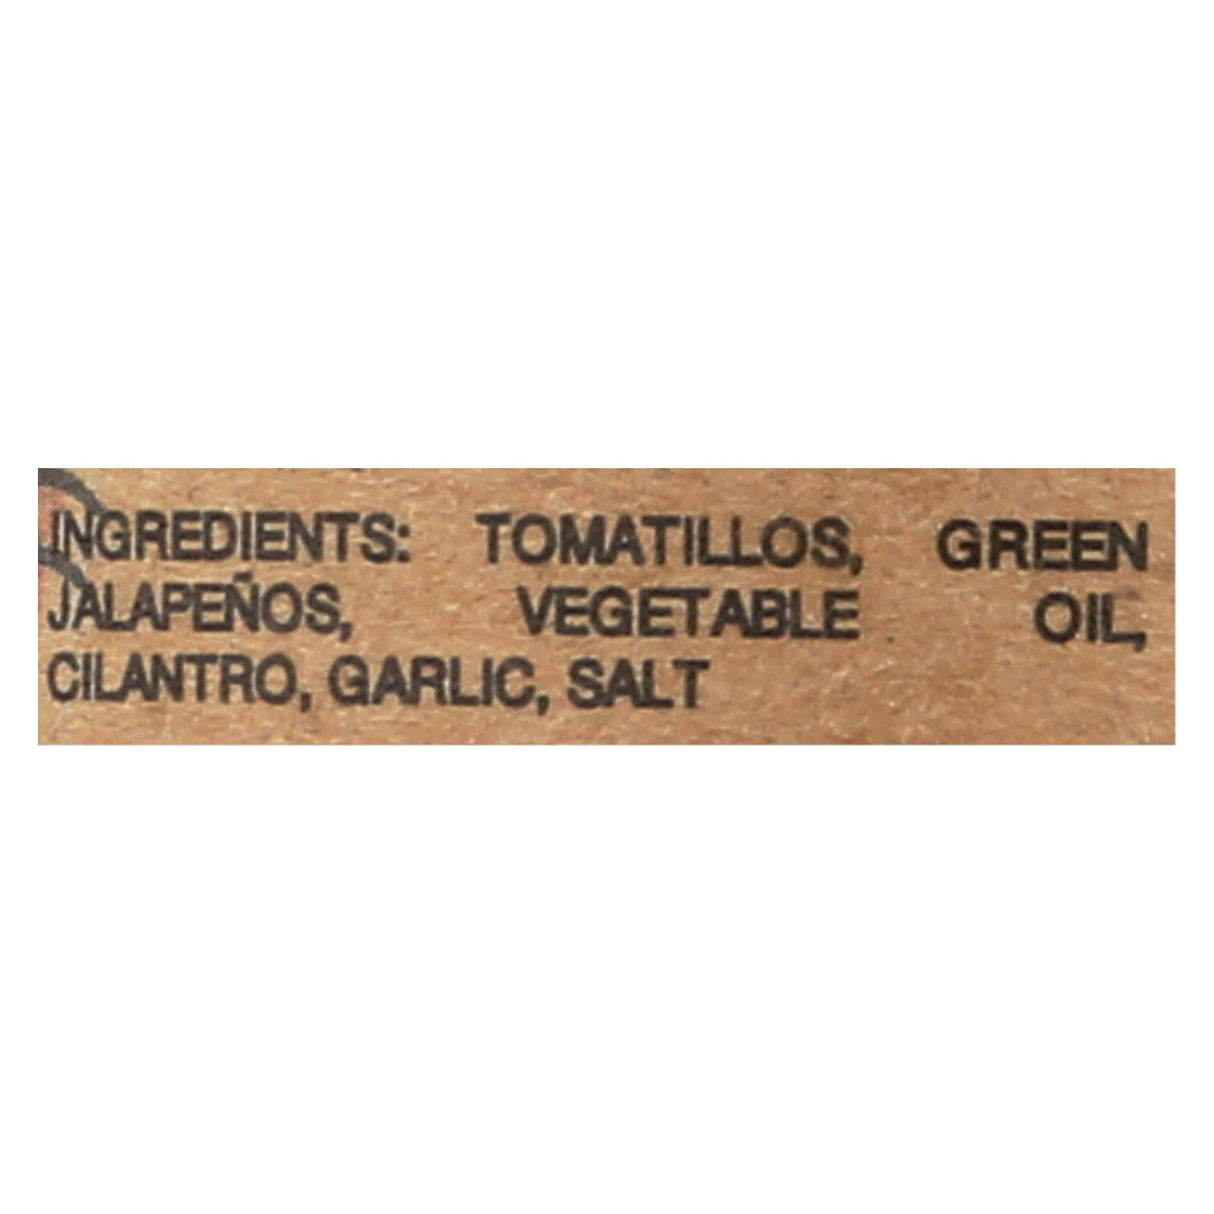 INGREDIENTS: TOMATILLOS, GREEN
JALAPEÑOS, VEGETABLE OIL,
CILANTRO, GARLIC, SALT